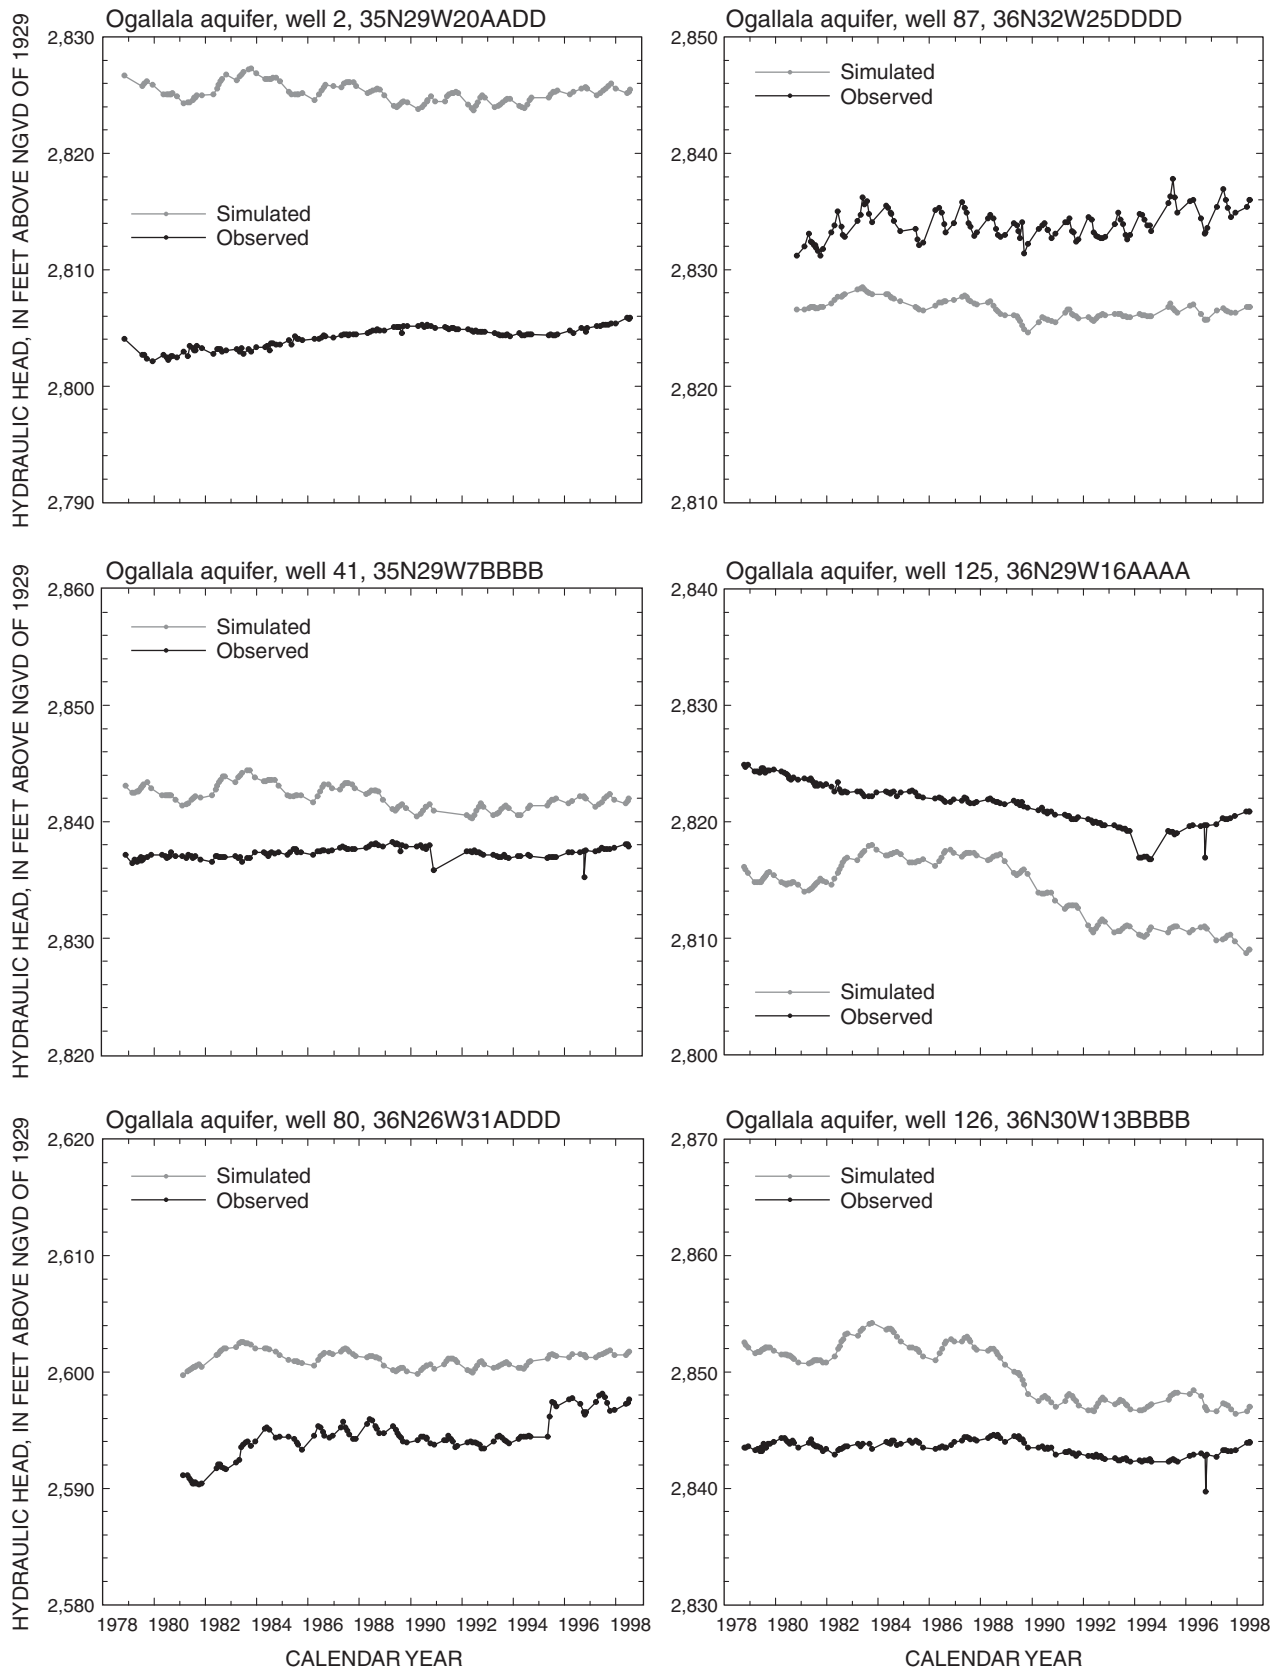 Ogallala aquifer, well 2, 35N29W20AADD
HYDRAULIC HEAD, IN FEET ABOVE NGVD OF 1929
2,830
2,820
2,810
2,800
2,790
Simulated
Observed
Ogallala aquifer, well 87, 36N32W25DDDD
2,850
2,840
2,830
2,820
2,810
Simulated
Observed
Ogallala aquifer, well 41, 35N29W7BBBB
HYDRAULIC HEAD, IN FEET ABOVE NGVD OF 1929
2,860
2,850
2,840
2,830
2,820
Simulated
Observed
Ogallala aquifer, well 125, 36N29W16AAAA
2,840
2,830
2,820
2,810
2,800
Simulated
Observed
Ogallala aquifer, well 80, 36N26W31ADDD
HYDRAULIC HEAD, IN FEET ABOVE NGVD OF 1929
2,620
2,610
2,600
2,590
2,580
Simulated
Observed
1978 1980 1982 1984 1986 1988 1990 1992 1994 1996 1998
CALENDAR YEAR
Ogallala aquifer, well 126, 36N30W13BBBB
2,870
2,860
2,850
2,840
2,830
Simulated
Observed
1978 1980 1982 1984 1986 1988 1990 1992 1994 1996 1998
CALENDAR YEAR